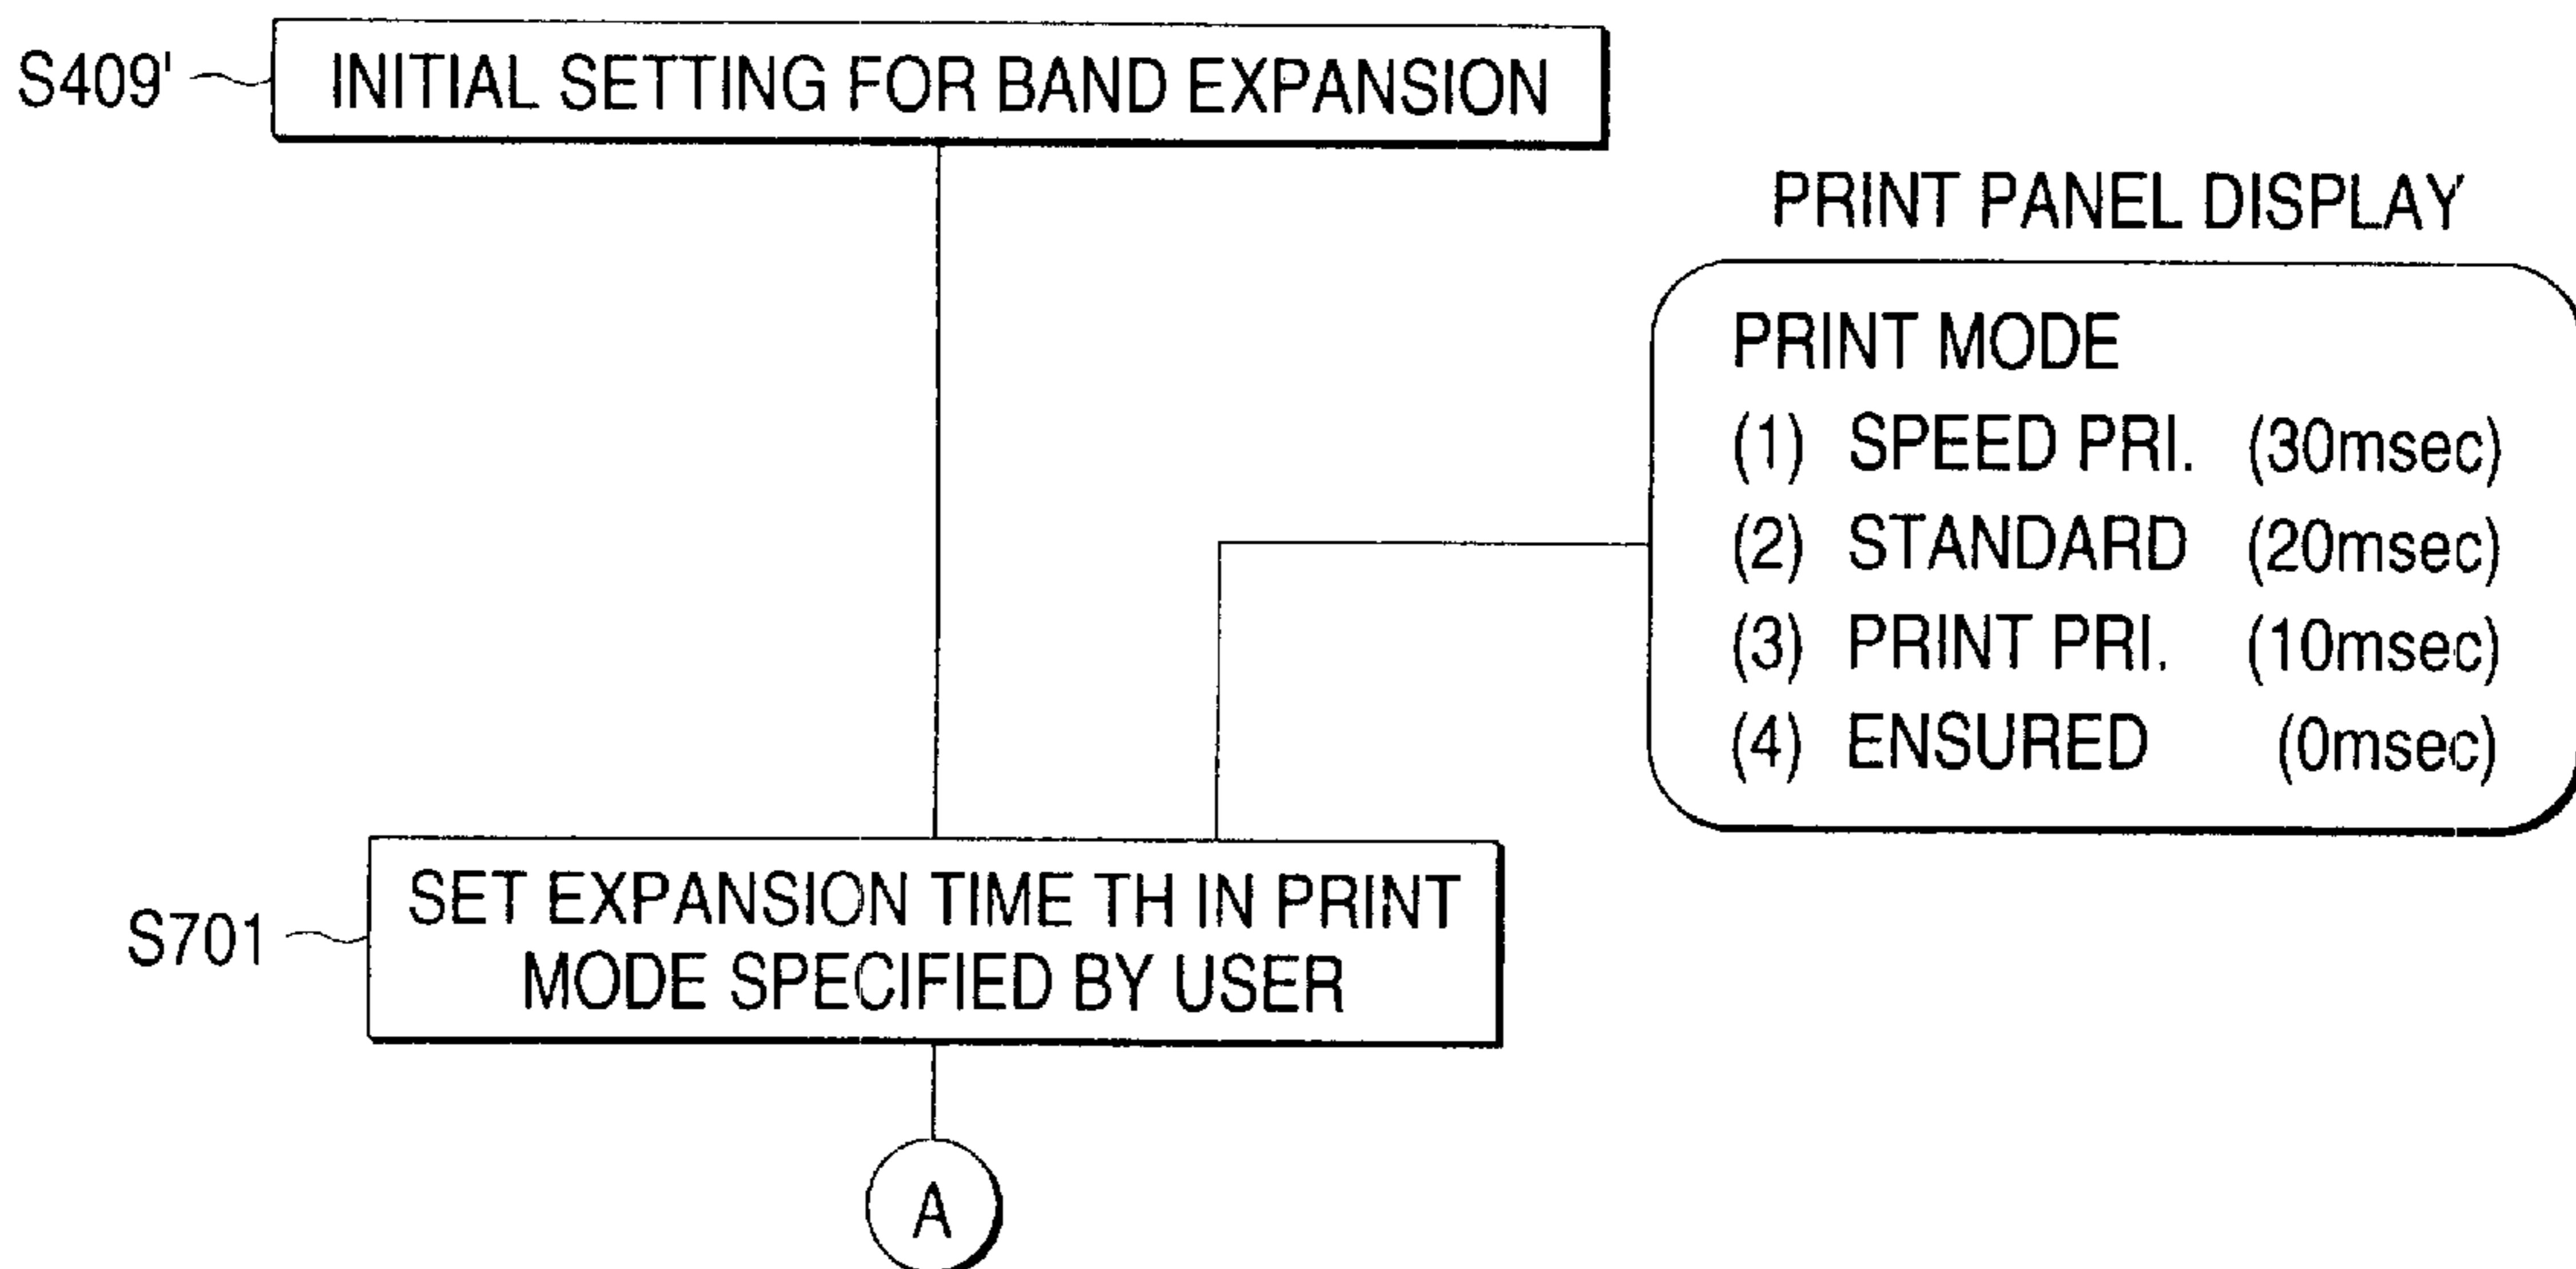 S409' INITIAL SETTING FOR BAND EXPANSION
PRINT PANEL DISPLAY
PRINT MODE
(1) SPEED PRI. (30msec)
(2) STANDARD (20msec)
(3) PRINT PRI. (10msec)
(4) ENSURED (0msec)
S701
SET EXPANSION TIME TH IN PRINT
MODE SPECIFIED BY USER
A